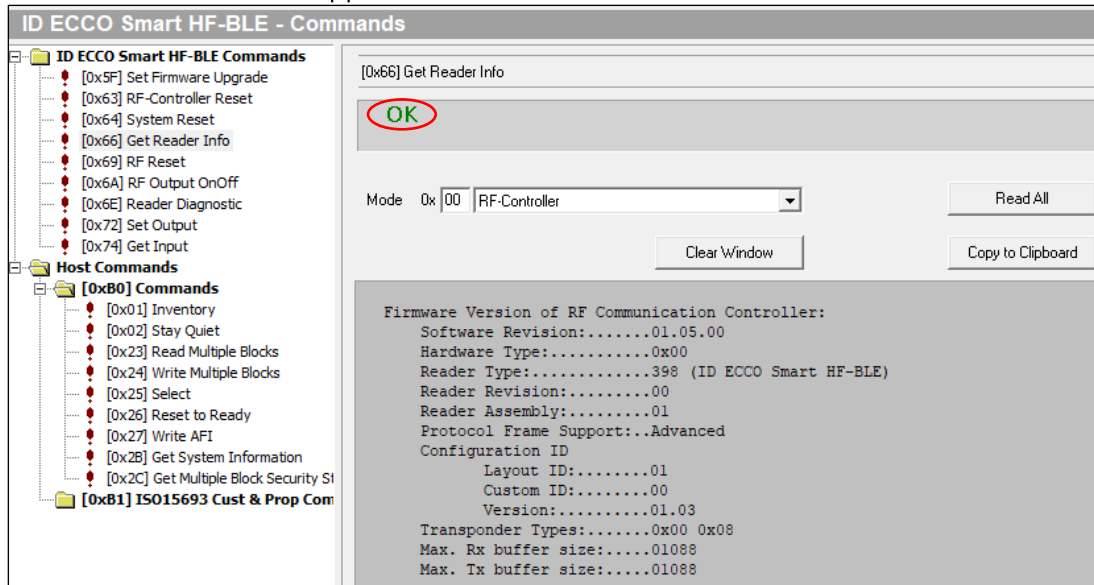 ID ECCO Smart HF-BLE - Commands
ID ECCO Smart HF-BLE Commands
[0x5F] Set Firmware Upgrade
[0x63] RF-Controller Reset
[0x64] System Reset
[0x66] Get Reader Info
[0x69] RF Reset
[0x6A] RF Output OnOff
[0x6E] Reader Diagnostic
[0x72] Set Output
[0x74] Get Input
Host Commands
[0xB0] Commands
[0x01] Inventory
[0x02] Stay Quiet
[0x23] Read Multiple Blocks
[0x24] Write Multiple Blocks
[0x25] Select
[0x26] Reset to Ready
[0x27] Write AFI
[0x2B] Get System Information
[0x2C] Get Multiple Block Security St
[0xB1] ISO15693 Cust & Prop Com
[0x66] Get Reader Info
OK
Mode 0x 00 RF-Controller Read All
Clear Window Copy to Clipboard
Firmware Version of RF Communication Controller:
Software Revision:.......01.05.00
Hardware Type:...........0x00
Reader Type:.............398 (ID ECCO Smart HF-BLE)
Reader Revision:.........00
Reader Assembly:.........01
Protocol Frame Support:..Advanced
Configuration ID
Layout ID:........01
Custom ID:........00
Version:..........01.03
Transponder Types:.......0x00 0x08
Max. Rx buffer size:.....01088
Max. Tx buffer size:.....01088